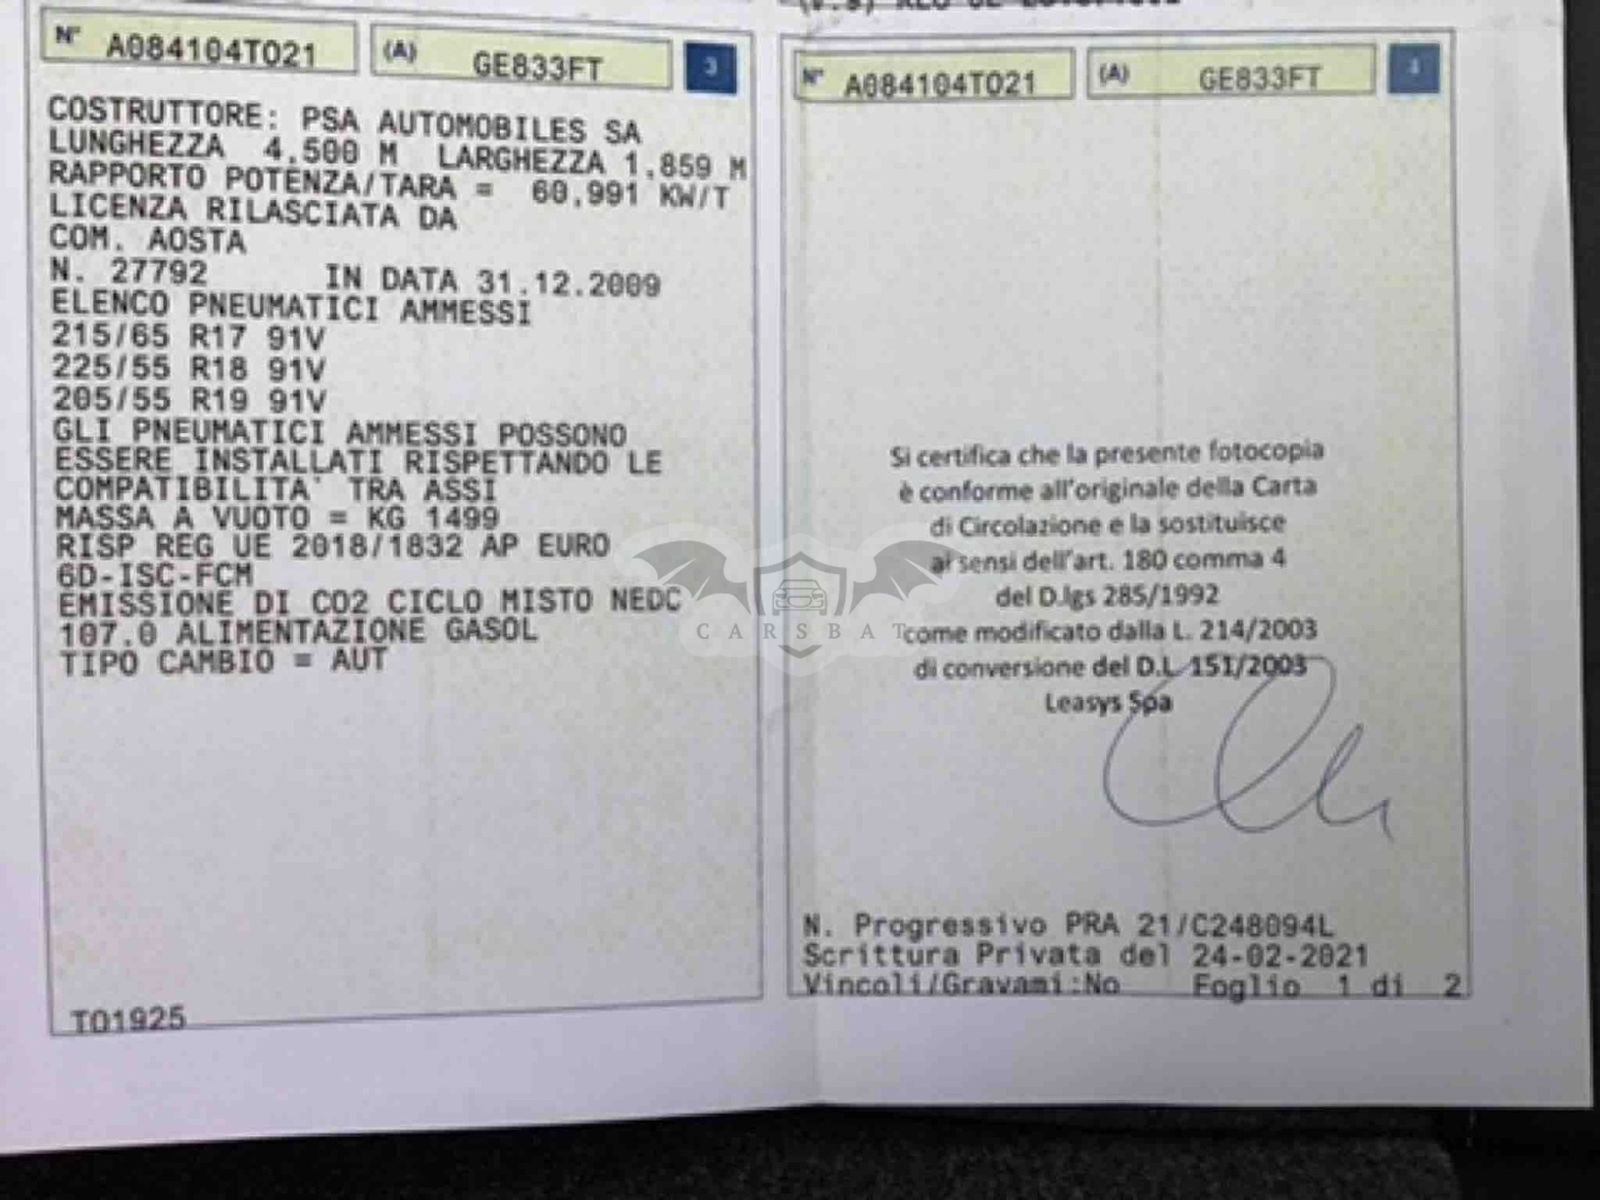 N° A084104TO21 (A) GE833FT 3
COSTRUTTORE: PSA AUTOMOBILES SA
LUNGHEZZA 4.500 M LARGHEZZA 1.859 M
RAPPORTO POTENZA/TARA = 60.991 KW/T
LICENZA RILASCIATA DA
COM. AOSTA
N. 27792 IN DATA 31.12.2009
ELENCO PNEUMATICI AMMESSI
215/65 R17 91V
225/55 R18 91V
205/55 R19 91V
GLI PNEUMATICI AMMESSI POSSONO
ESSERE INSTALLATI RISPETTANDO LE
COMPATIBILITA` TRA ASSI
MASSA A VUOTO = KG 1499
RISP REG UE 2018/1832 AP EURO
6D-ISC-FCM
EMISSIONE DI CO2 CICLO MISTO NEDC
107.0 ALIMENTAZIONE GASOL
TIPO CAMBIO = AUT
TO1925
N° A084104TO21 (A) GE833FT 4
Si certifica che la presente fotocopia
è conforme all'originale della Carta
di Circolazione e la sostituisce
ai sensi dell'art. 180 comma 4
del D.lgs 285/1992
come modificato dalla L. 214/2003
di conversione del D.L. 151/2003
Leasys Spa
N. Progressivo PRA 21/C248094L
Scrittura Privata del 24-02-2021
Vincoli/Gravami:No Foglio 1 di 2
CARSBAT